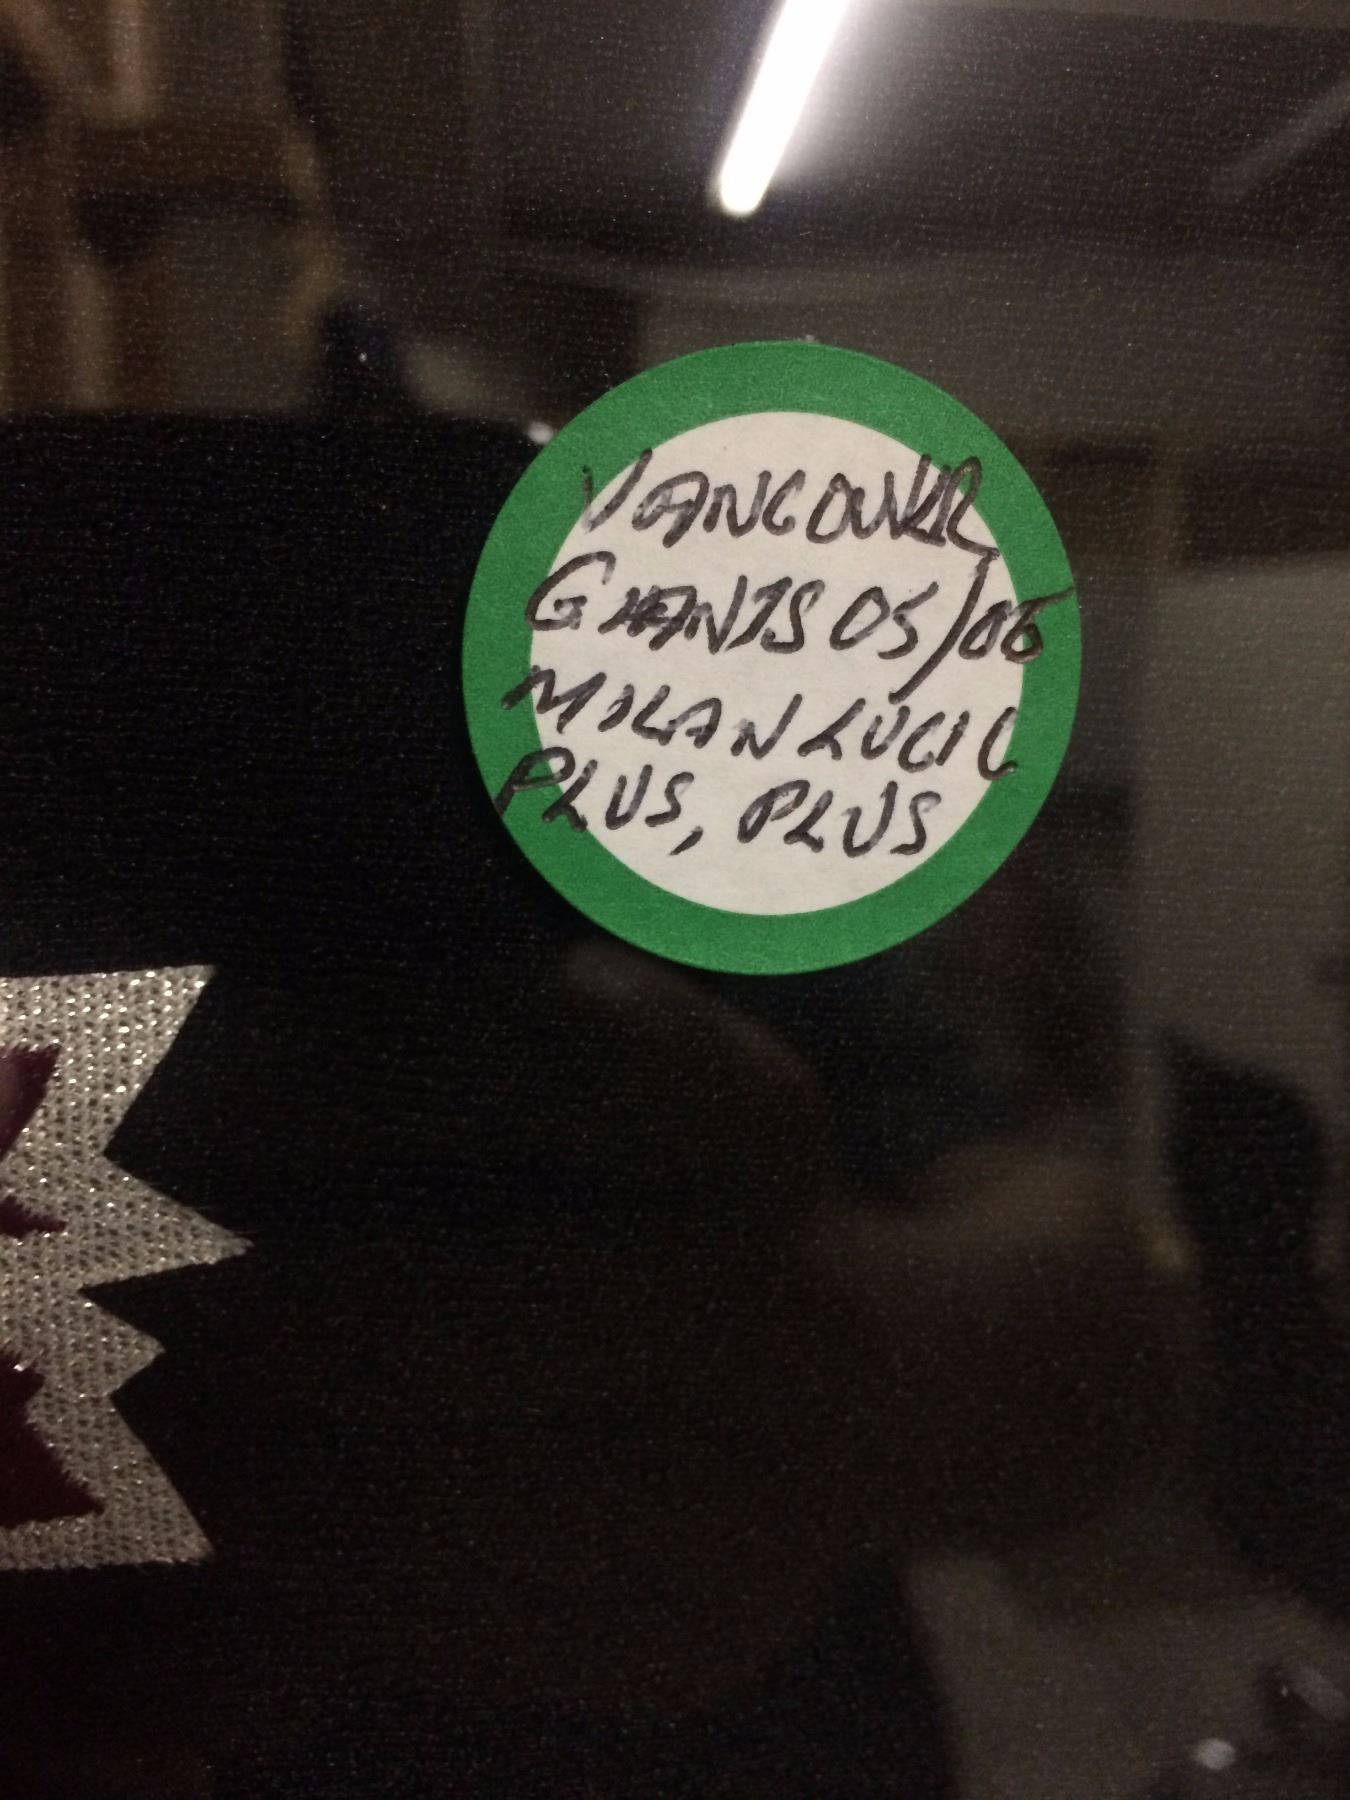 VANCOUVER
GIANTS 05/06
MILAN LUCIC
PLUS, PLUS